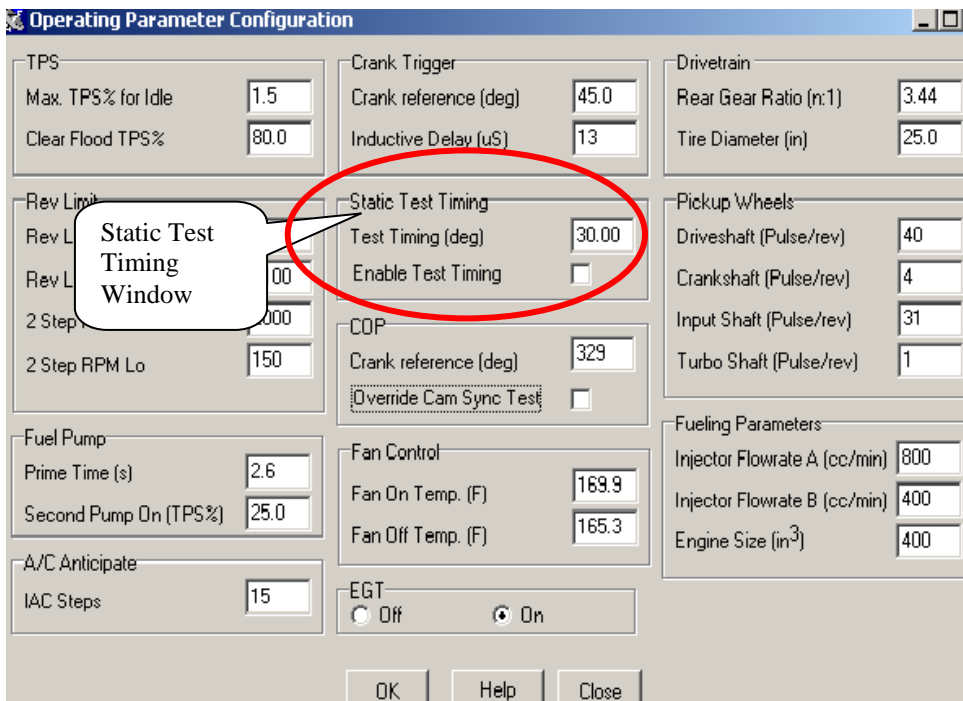 Operating Parameter Configuration
TPS
Max. TPS% for Idle 1.5
Clear Flood TPS% 80.0
Crank Trigger
Crank reference (deg) 45.0
Inductive Delay (uS) 13
Drivetrain
Rear Gear Ratio (n:1) 3.44
Tire Diameter (in) 25.0
Rev Limit
Rev L
Rev L 00
2 Step 000
2 Step RPM Lo 150
Static Test
Timing
Window
Static Test Timing
Test Timing (deg) 30.00
Enable Test Timing
Pickup Wheels
Driveshaft (Pulse/rev) 40
Crankshaft (Pulse/rev) 4
Input Shaft (Pulse/rev) 31
Turbo Shaft (Pulse/rev) 1
COP
Crank reference (deg) 329
Override Cam Sync Test
Fuel Pump
Prime Time (s) 2.6
Second Pump On (TPS%) 25.0
Fan Control
Fan On Temp. (F) 169.9
Fan Off Temp. (F) 165.3
Fueling Parameters
Injector Flowrate A (cc/min) 800
Injector Flowrate B (cc/min) 400
Engine Size (in3) 400
A/C Anticipate
IAC Steps 15
EGT
Off On
OK Help Close